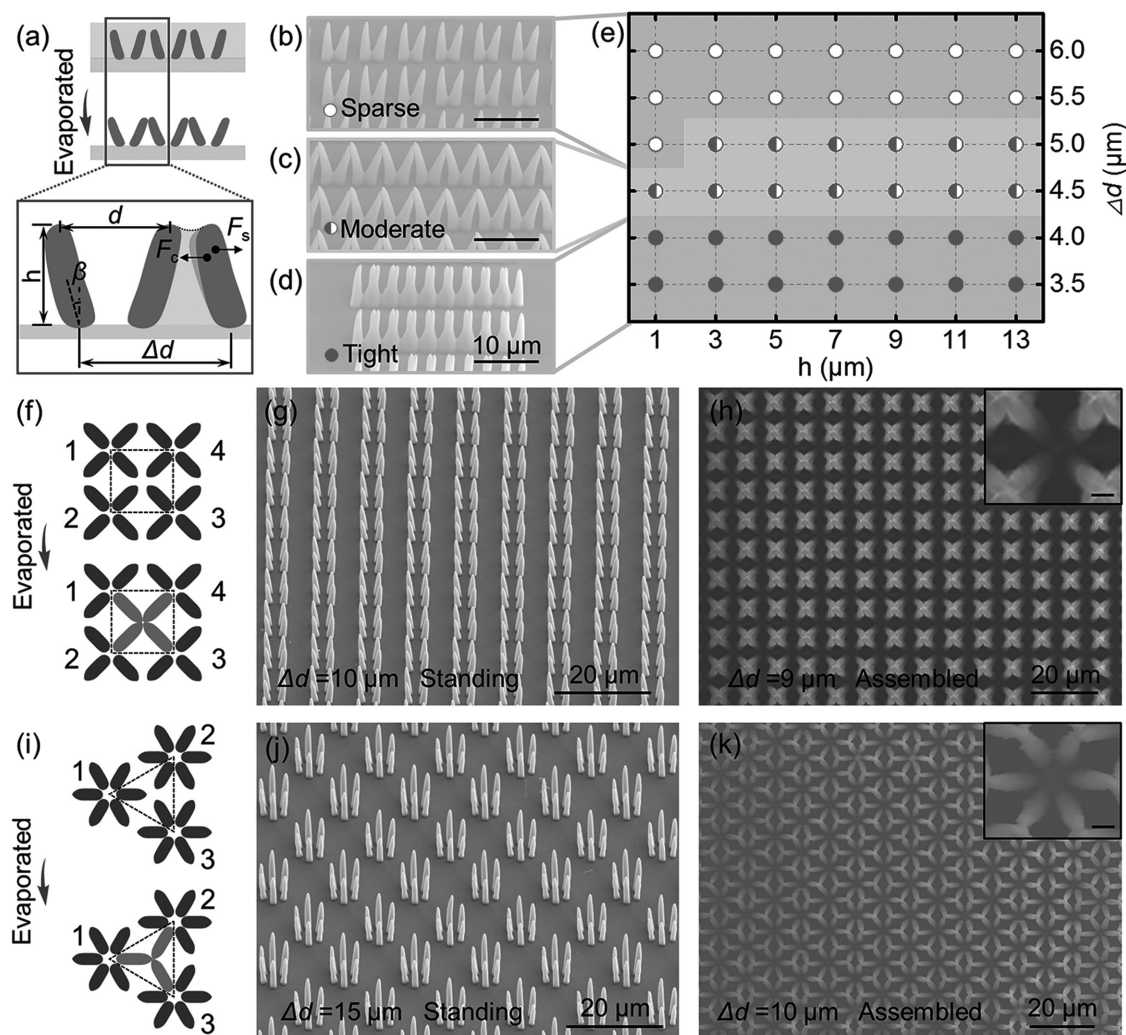 (a)
Evaporated
d
h
β
Fc
Fs
Δd
(b)
Sparse
(c)
Moderate
(d)
Tight
10 μm
(e)
6.0
5.5
5.0
4.5
4.0
3.5
Δd (μm)
1 3 5 7 9 11 13
h (μm)
(f)
1 4
2 3
Evaporated
1 4
2 3
(g)
Δd =10 μm Standing 20 μm
(h)
Δd =9 μm Assembled 20 μm
(i)
2
1
3
Evaporated
2
1
3
(j)
Δd =15 μm Standing 20 μm
(k)
Δd =10 μm Assembled 20 μm